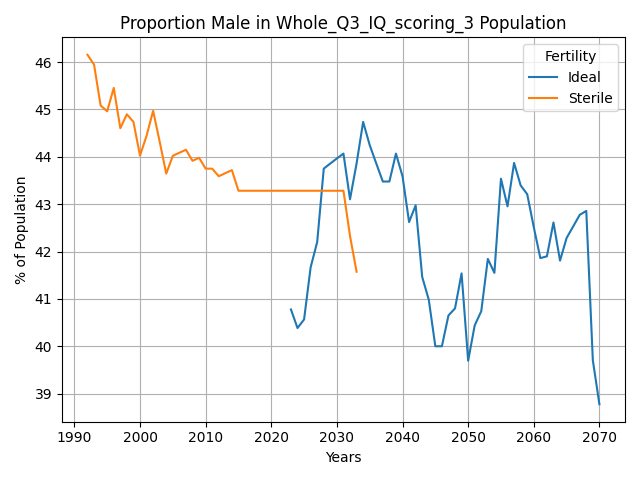 Proportion Male in Whole_Q3_IQ_scoring_3 Population
Fertility
Ideal
Sterile
% of Population
46
45
44
43
42
41
40
39
1990
2000
2010
2020
2030
2040
2050
2060
2070
Years